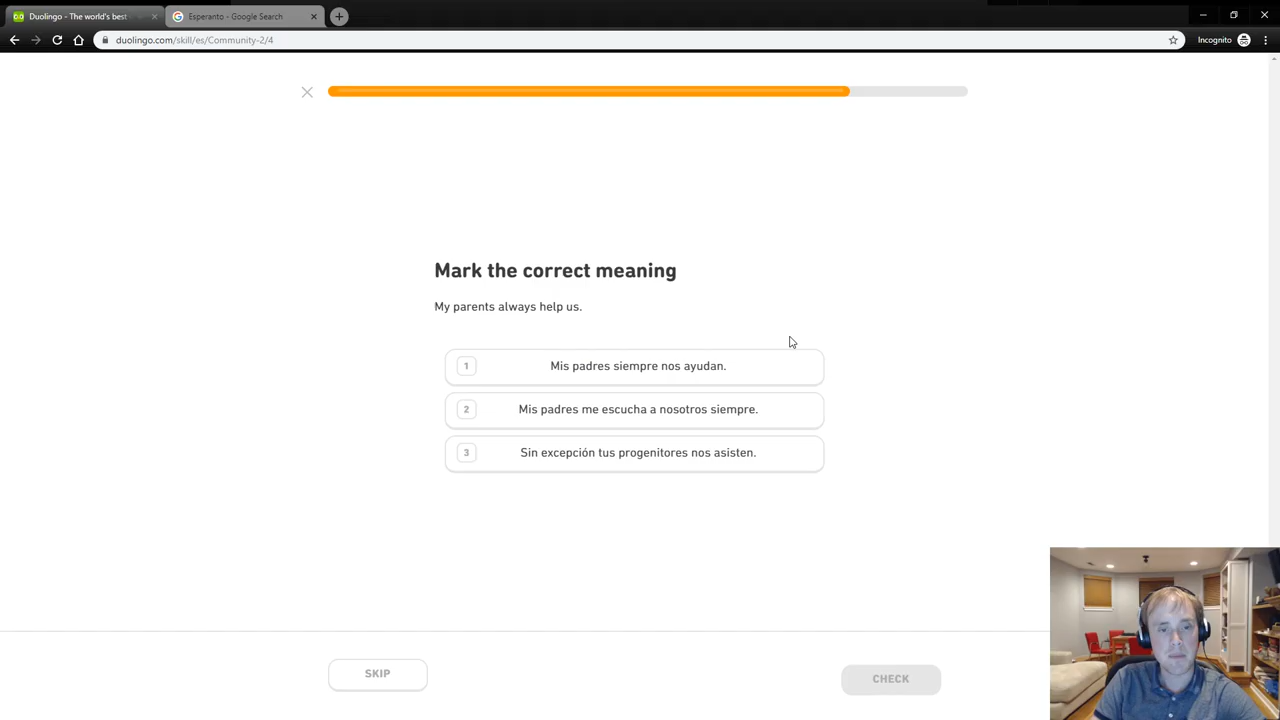 Duolingo - The world's best
Esperanto - Google Search
duolingo.com/skill/es/Community-2/4
Incognito
Mark the correct meaning
My parents always help us.
1 Mis padres siempre nos ayudan.
2 Mis padres me escucha a nosotros siempre.
3 Sin excepción tus progenitores nos asisten.
SKIP
CHECK